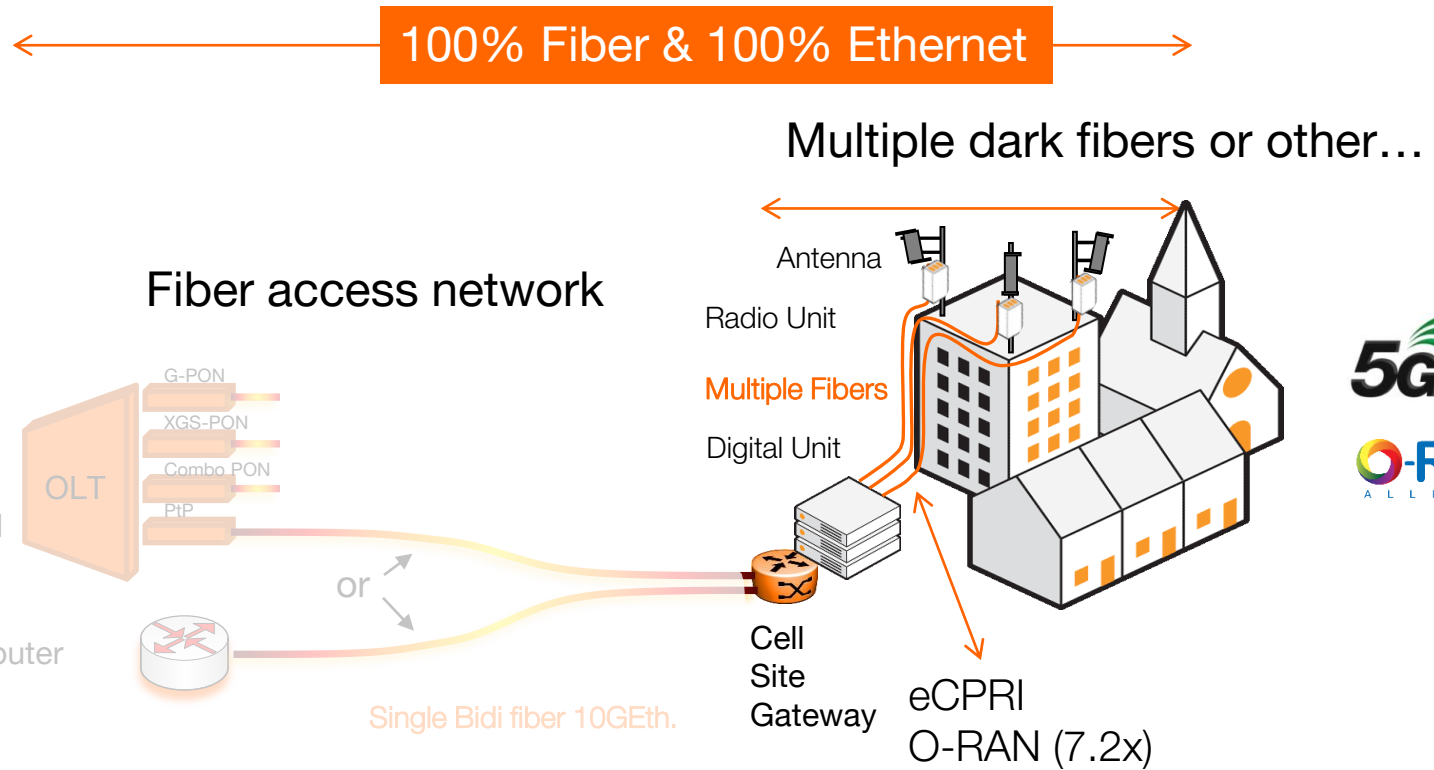 100% Fiber & 100% Ethernet
Multiple dark fibers or other…
Antenna
Fiber access network
Radio Unit
Multiple Fibers
Digital Unit
5G
G-PON
XGS-PON
Combo PON
PtP
OLT
or
Cell
Site
Gateway
Single Bidi fiber 10GEth.
eCPRI
O-RAN (7.2x)